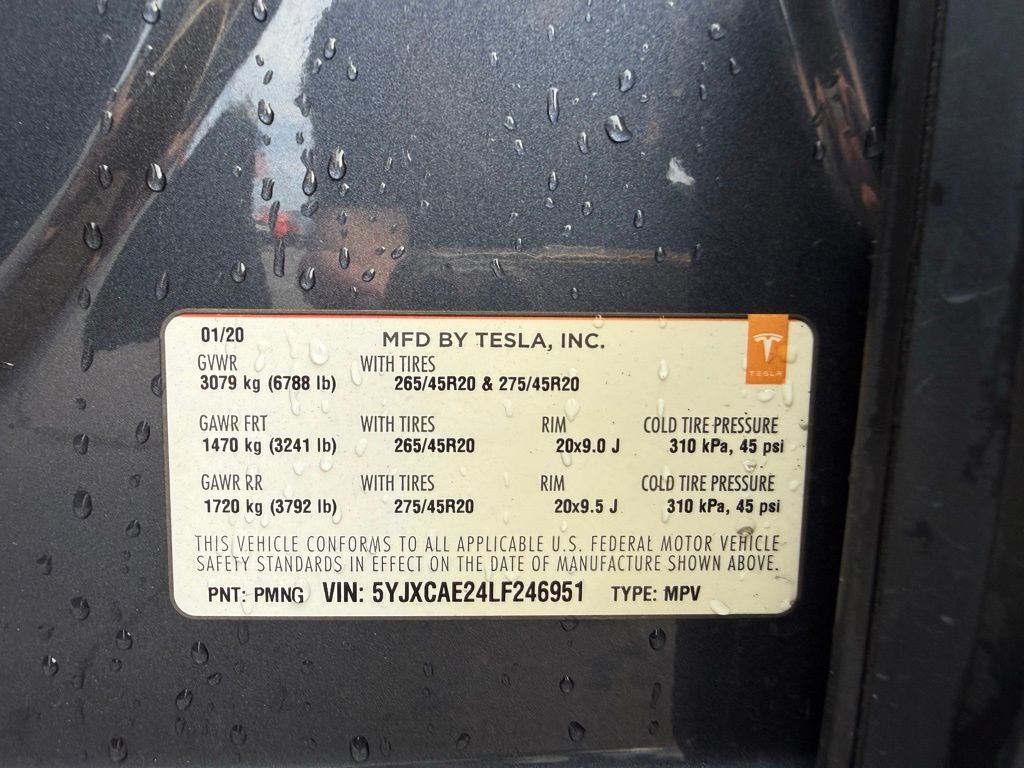 01/20 MFD BY TESLA, INC.
TESLA
GVWR WITH TIRES
3079 kg (6788 lb) 265/45R20 & 275/45R20
GAWR FRT WITH TIRES RIM COLD TIRE PRESSURE
1470 kg (3241 lb) 265/45R20 20x9.0 J 310 kPa, 45 psi
GAWR RR WITH TIRES RIM COLD TIRE PRESSURE
1720 kg (3792 lb) 275/45R20 20x9.5 J 310 kPa, 45 psi
THIS VEHICLE CONFORMS TO ALL APPLICABLE U.S. FEDERAL MOTOR VEHICLE
SAFETY STANDARDS IN EFFECT ON THE DATE OF MANUFACTURE SHOWN ABOVE.
PNT: PMNG VIN: 5YJXCAE24LF246951 TYPE: MPV